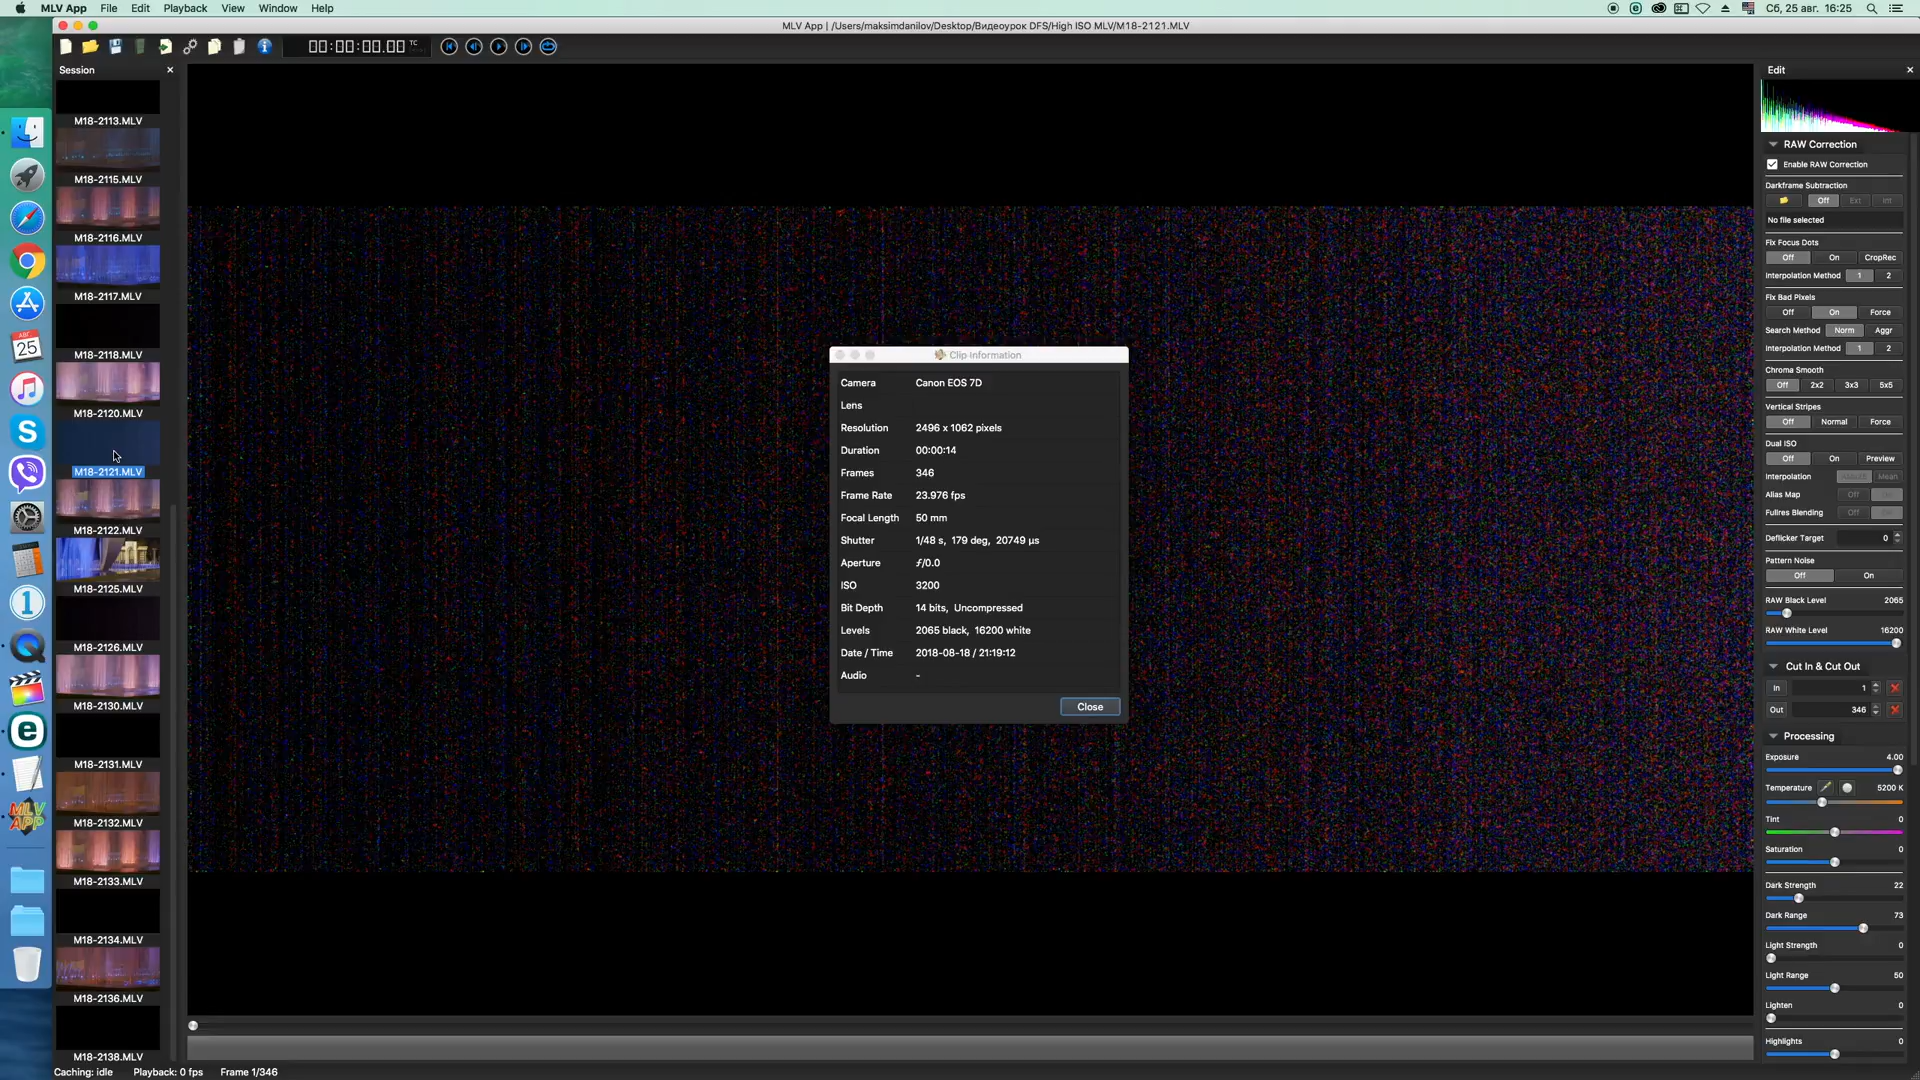 MLV App File Edit Playback View Window Help
Сб, 25 авг. 16:25
MLV App | /Users/maksimdanilov/Desktop/Видеоурок DFS/High ISO MLV/M18-2121.MLV
00:00:00.00 TC
Session
M18-2113.MLV
M18-2115.MLV
M18-2116.MLV
M18-2117.MLV
M18-2118.MLV
M18-2120.MLV
M18-2121.MLV
M18-2122.MLV
M18-2125.MLV
M18-2126.MLV
M18-2130.MLV
M18-2131.MLV
M18-2132.MLV
M18-2133.MLV
M18-2134.MLV
M18-2136.MLV
M18-2138.MLV
АВГ.
25
MLV
APP
Clip Information
Camera Canon EOS 7D
Lens
Resolution 2496 x 1062 pixels
Duration 00:00:14
Frames 346
Frame Rate 23.976 fps
Focal Length 50 mm
Shutter 1/48 s, 179 deg, 20749 µs
Aperture ƒ/0.0
ISO 3200
Bit Depth 14 bits, Uncompressed
Levels 2065 black, 16200 white
Date / Time 2018-08-18 / 21:19:12
Audio -
Close
Edit
RAW Correction
Enable RAW Correction
Darkframe Subtraction
Off Ext Int
No file selected
Fix Focus Dots
Off On CropRec
Interpolation Method 1 2
Fix Bad Pixels
Off On Force
Search Method Norm Aggr
Interpolation Method 1 2
Chroma Smooth
Off 2x2 3x3 5x5
Vertical Stripes
Off Normal Force
Dual ISO
Off On Preview
Interpolation Mean
Alias Map Off
Fullres Blending Off
Deflicker Target 0
Pattern Noise
Off On
RAW Black Level 2065
RAW White Level 16200
Cut In & Cut Out
In 1
Out 346
Processing
Exposure 4.00
Temperature 5200 K
Tint 0
Saturation 0
Dark Strength 22
Dark Range 73
Light Strength 0
Light Range 50
Lighten 0
Highlights 0
Caching: idle Playback: 0 fps Frame 1/346